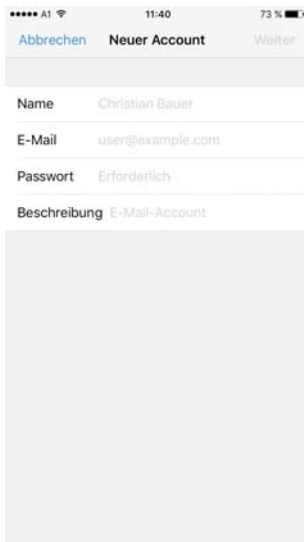 A1 11:40 73 %
Abbrechen Neuer Account Weiter
Name Christian Bauer
E-Mail user@example.com
Passwort Erforderlich
Beschreibung E-Mail-Account